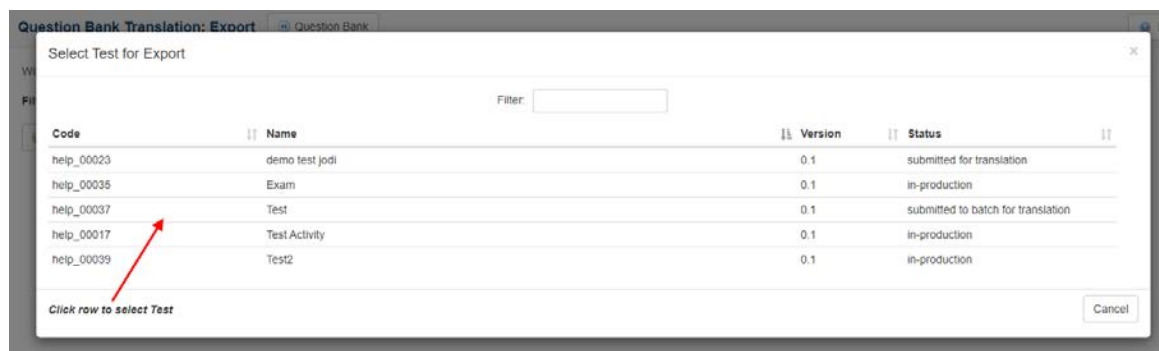 Question Bank Translation: Export Question Bank
Select Test for Export ×
Filter:
Code Name Version Status
help_00023 demo test jodi 0.1 submitted for translation
help_00035 Exam 0.1 in-production
help_00037 Test 0.1 submitted to batch for translation
help_00017 Test Activity 0.1 in-production
help_00039 Test2 0.1 in-production
Click row to select Test Cancel